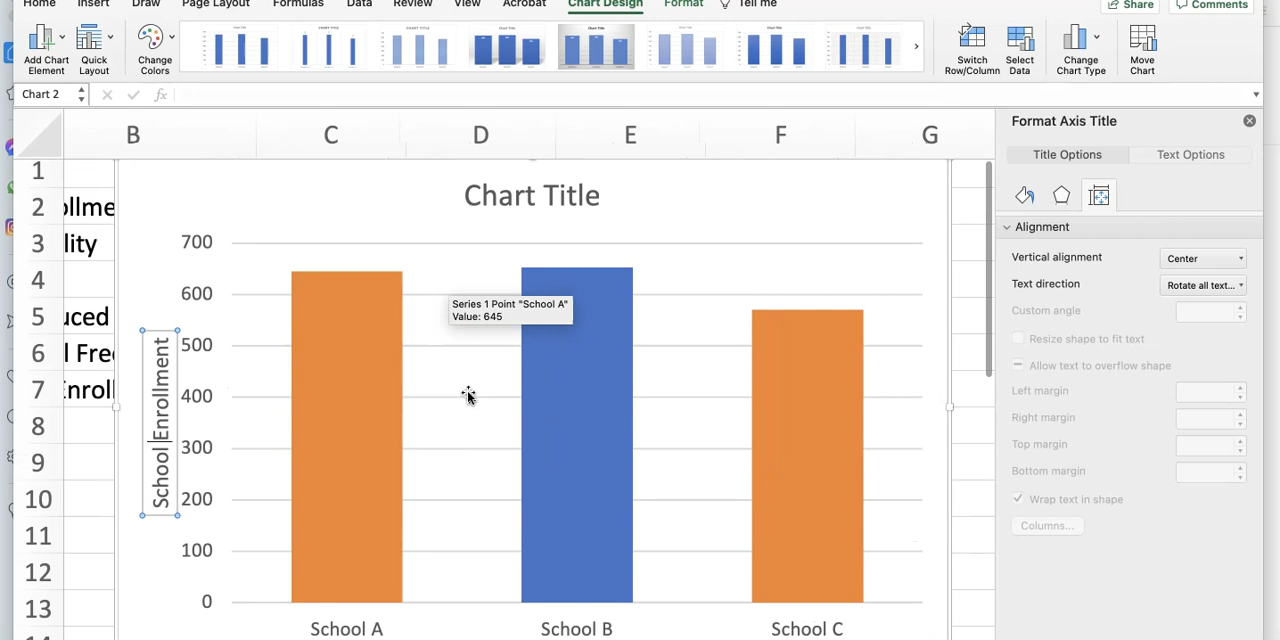 Home Insert Draw Page Layout Formulas Data Review View Acrobat Chart Design Format Tell me Share Comments
Add Chart Element
Quick Layout
Change Colors
Switch Row/Column
Select Data
Change Chart Type
Move Chart
Chart 2 fx
B C D E F G
Format Axis Title
Title Options Text Options
Alignment
Vertical alignment Center
Text direction Rotate all text...
Custom angle
Resize shape to fit text
Allow text to overflow shape
Left margin
Right margin
Top margin
Bottom margin
Wrap text in shape
Columns...
1
2 ollme
3 lity
4
5 uced
6 l Fre
7 Enroll
8
9
10
11
12
13
Chart Title
700
600
500
400
300
200
100
0
School Enrollment
Series 1 Point "School A"
Value: 645
School A School B School C